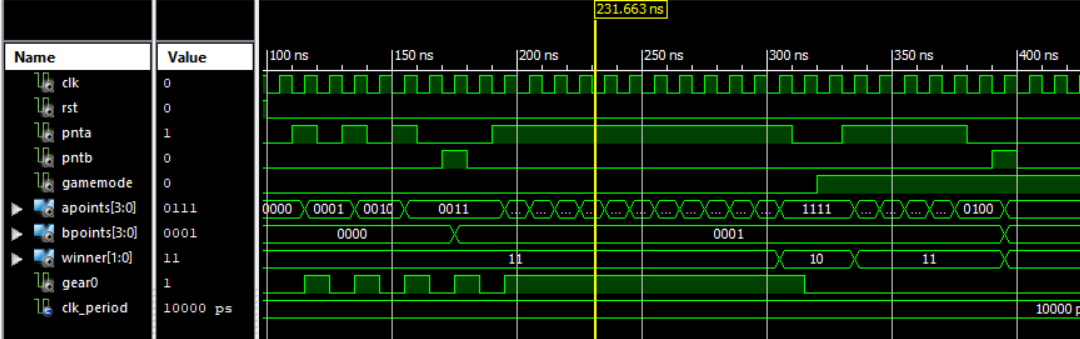 231.663 ns
Name Value 100 ns 150 ns 200 ns 250 ns 300 ns 350 ns 400 ns
clk 0
rst 0
pnta 1
pntb 0
gamemode 0
apoints[3:0] 0111 0000 0001 0010 0011 ... ... ... ... ... ... ... ... ... ... ... 1111 ... ... ... ... 0100
bpoints[3:0] 0001 0000 0001
winner[1:0] 11 11 10 11
gear0 1
clk_period 10000 ps 10000 p